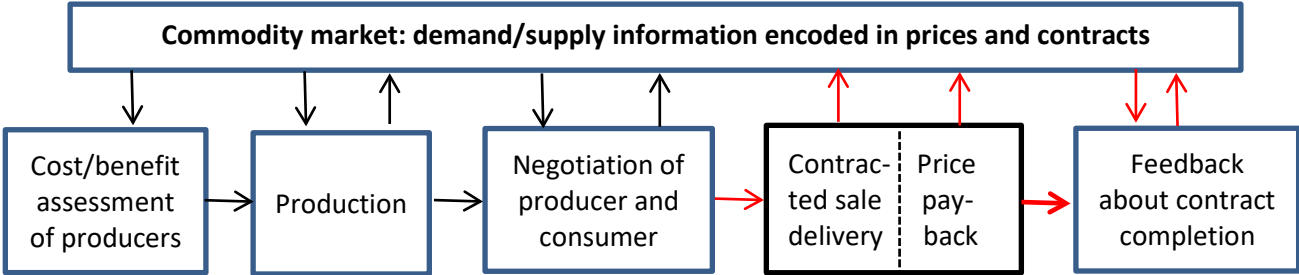 Commodity market: demand/supply information encoded in prices and contracts
Cost/benefit
assessment
of producers
Production
Negotiation of
producer and
consumer
Contrac-
ted sale
delivery
Price
pay-
back
Feedback
about contract
completion